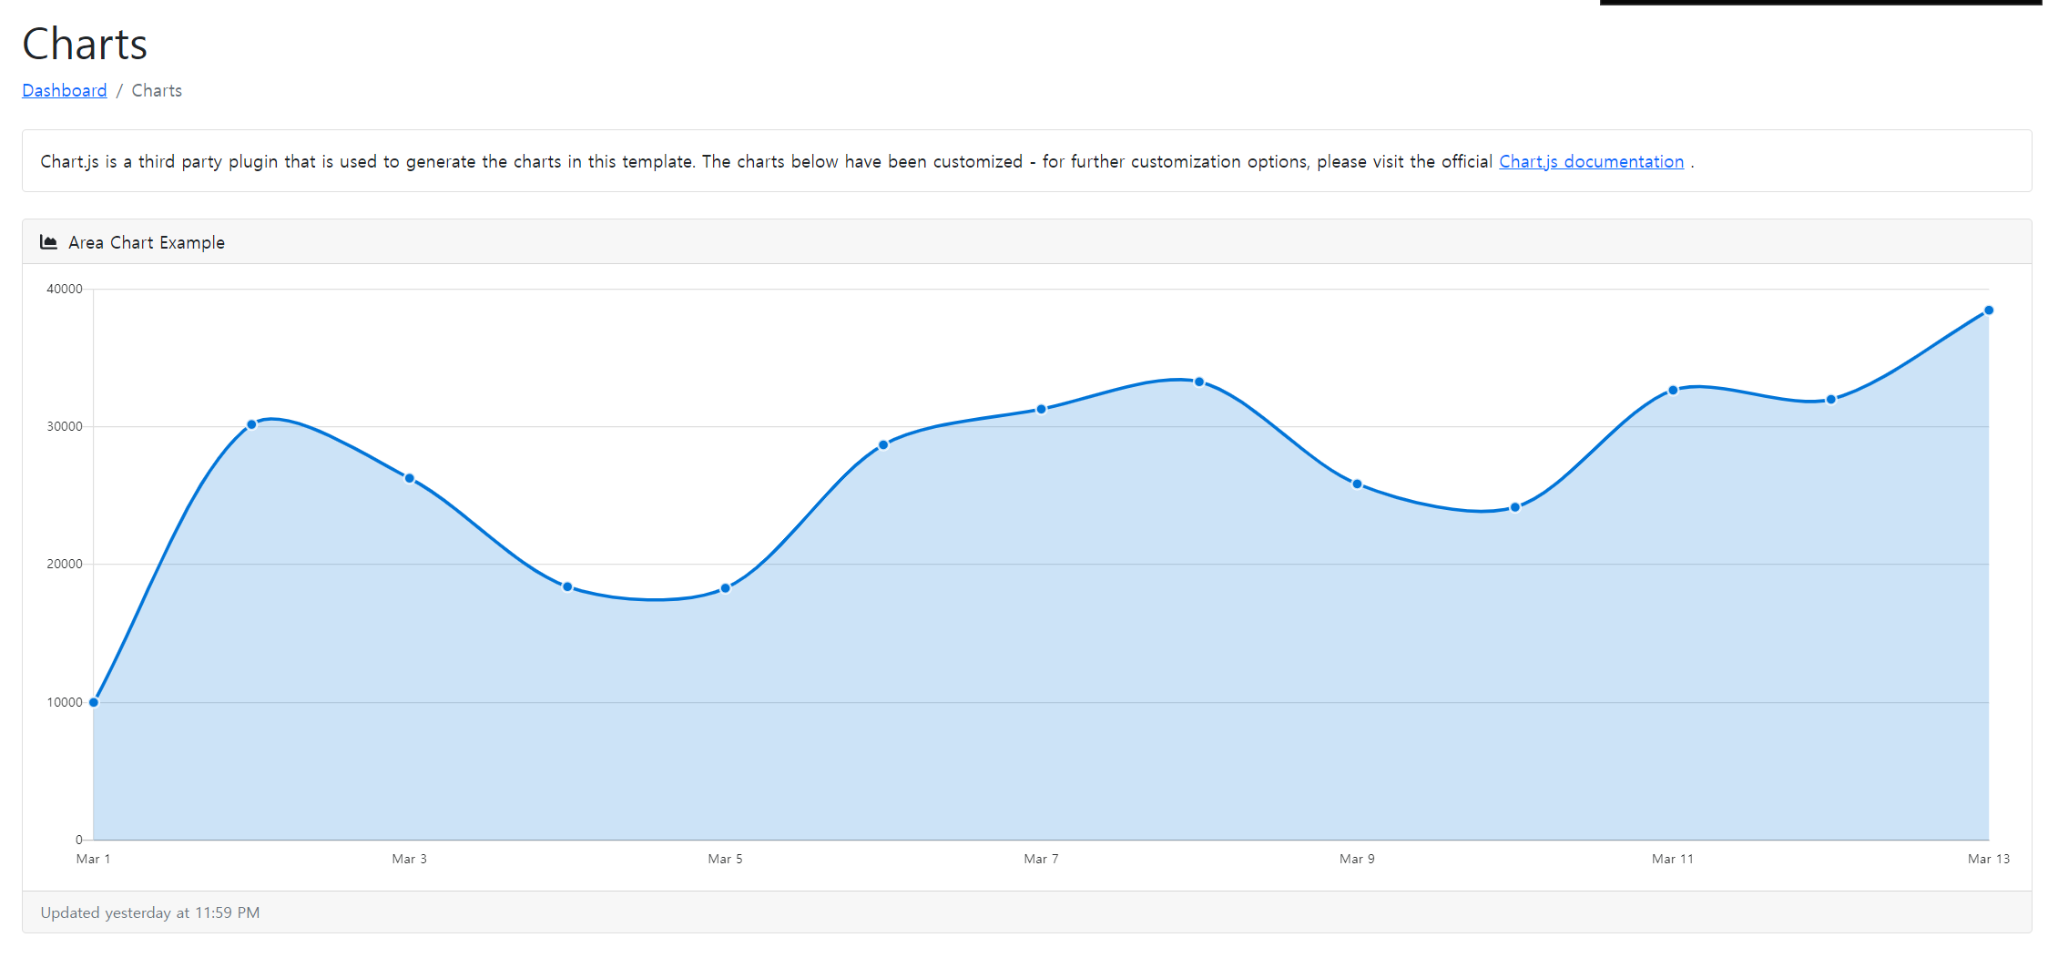 Charts
Dashboard / Charts
Chart.js is a third party plugin that is used to generate the charts in this template. The charts below have been customized - for further customization options, please visit the official Chart.js documentation .
Area Chart Example
40000
30000
20000
10000
0
Mar 1 Mar 3 Mar 5 Mar 7 Mar 9 Mar 11 Mar 13
Updated yesterday at 11:59 PM